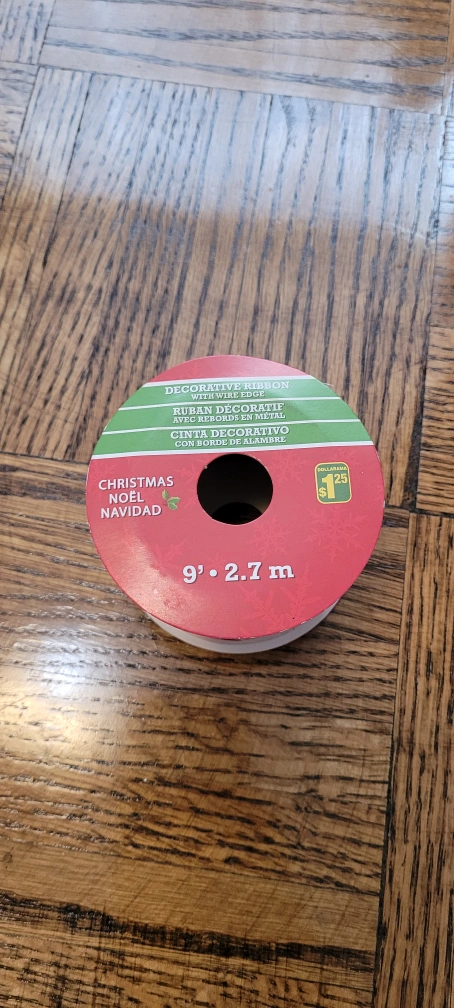 DECORATIVE RIBBON
WITH WIRE EDGE
RUBAN DÉCORATIF
AVEC REBORDS EN MÉTAL
CINTA DECORATIVO
CON BORDE DE ALAMBRE
CHRISTMAS
NOËL
NAVIDAD
DOLLARAMA
$1 25
9' • 2.7 m